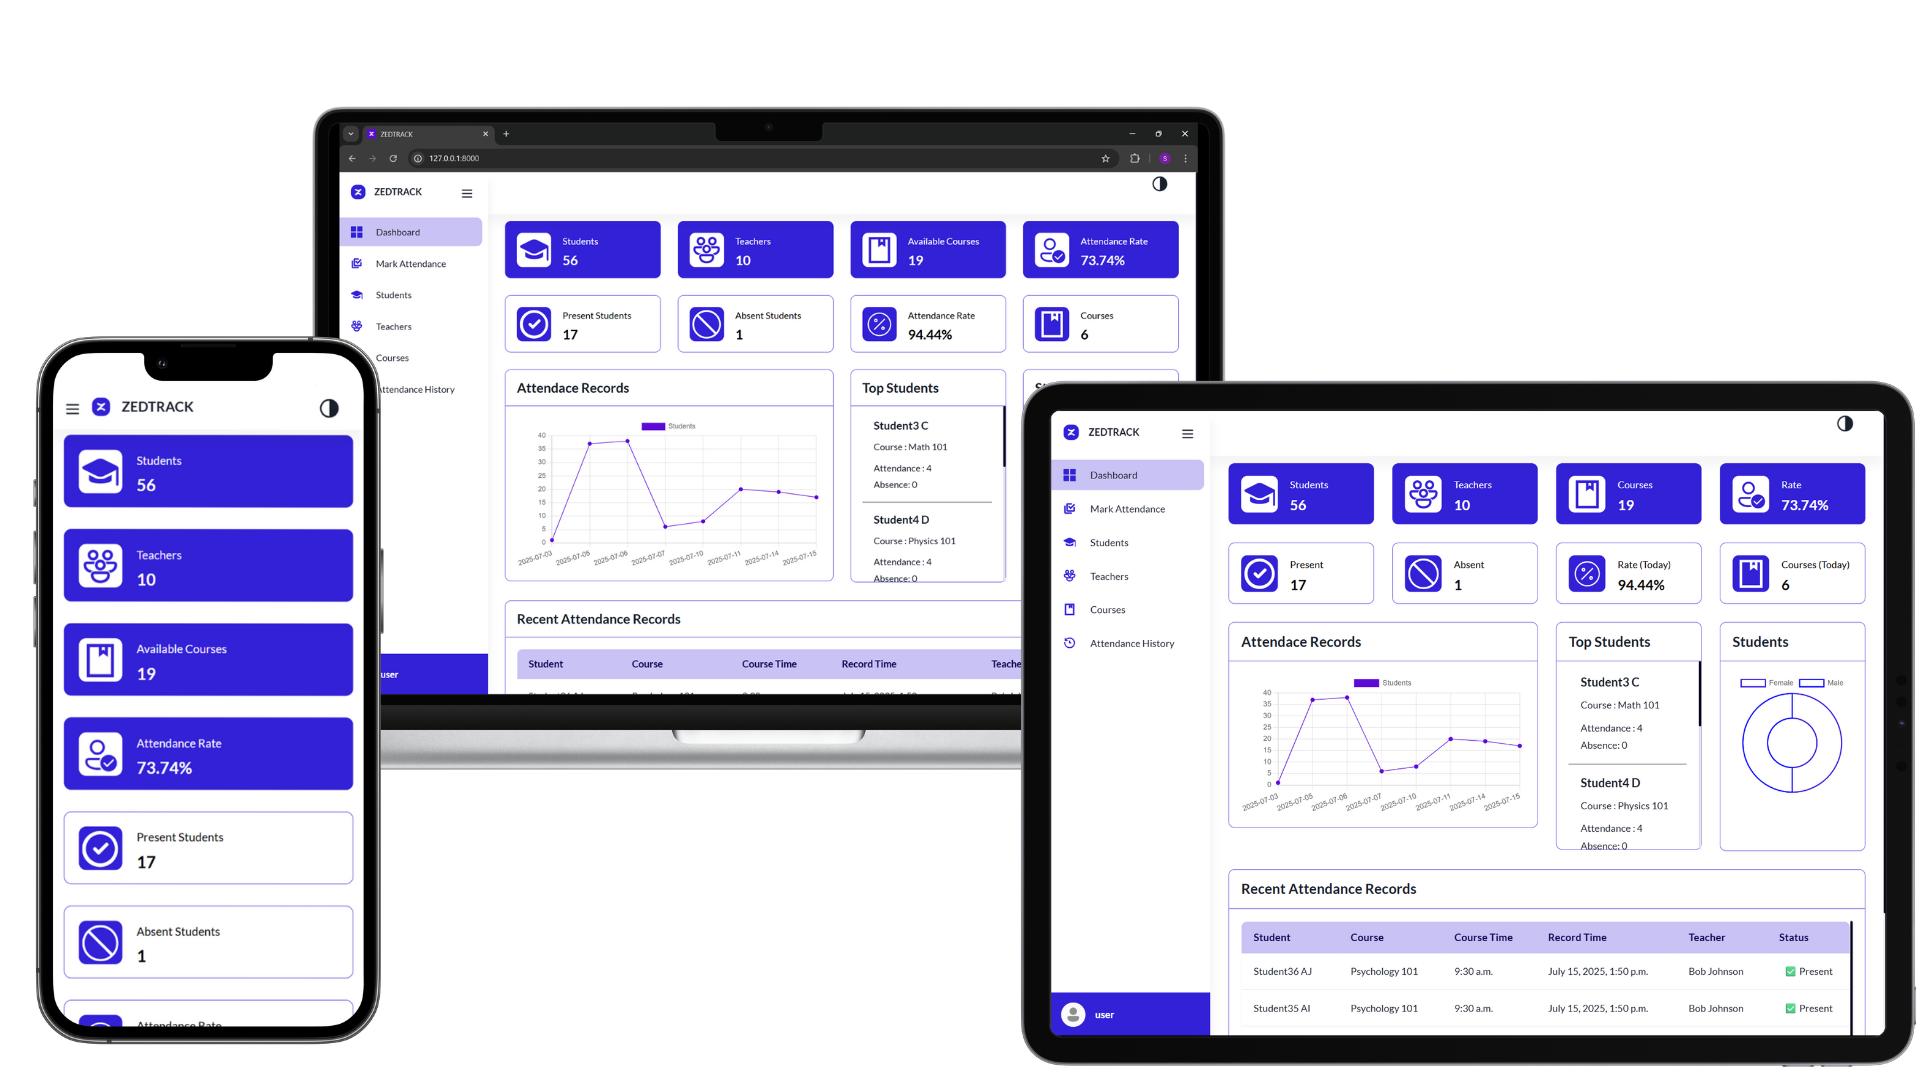 ZEDTRACK
127.0.0.1:8000
S
ZEDTRACK
Dashboard
Mark Attendance
Students
Teachers
Courses
Attendance History
user
Students
56
Teachers
10
Available Courses
19
Attendance Rate
73.74%
Present Students
17
Absent Students
1
Attendance Rate
94.44%
Courses
6
Attendace Records
Students
40
35
30
25
20
15
10
5
0
2025-07-03 2025-07-05 2025-07-06 2025-07-07 2025-07-10 2025-07-11 2025-07-14 2025-07-15
Top Students
Student3 C
Course : Math 101
Attendance : 4
Absence: 0
Student4 D
Course : Physics 101
Attendance : 4
Absence: 0
Recent Attendance Records
Student Course Course Time Record Time Teache
ZEDTRACK
Students
56
Teachers
10
Available Courses
19
Attendance Rate
73.74%
Present Students
17
Absent Students
1
Attendance Rate
ZEDTRACK
Dashboard
Mark Attendance
Students
Teachers
Courses
Attendance History
user
Students
56
Teachers
10
Courses
19
Rate
73.74%
Present
17
Absent
1
Rate (Today)
94.44%
Courses (Today)
6
Attendace Records
Students
40
35
30
25
20
15
10
5
0
2025-07-03 2025-07-05 2025-07-06 2025-07-07 2025-07-10 2025-07-11 2025-07-14 2025-07-15
Top Students
Student3 C
Course : Math 101
Attendance : 4
Absence: 0
Student4 D
Course : Physics 101
Attendance : 4
Absence: 0
Students
Female Male
Recent Attendance Records
Student Course Course Time Record Time Teacher Status
Student36 AJ Psychology 101 9:30 a.m. July 15, 2025, 1:50 p.m. Bob Johnson Present
Student35 AI Psychology 101 9:30 a.m. July 15, 2025, 1:50 p.m. Bob Johnson Present